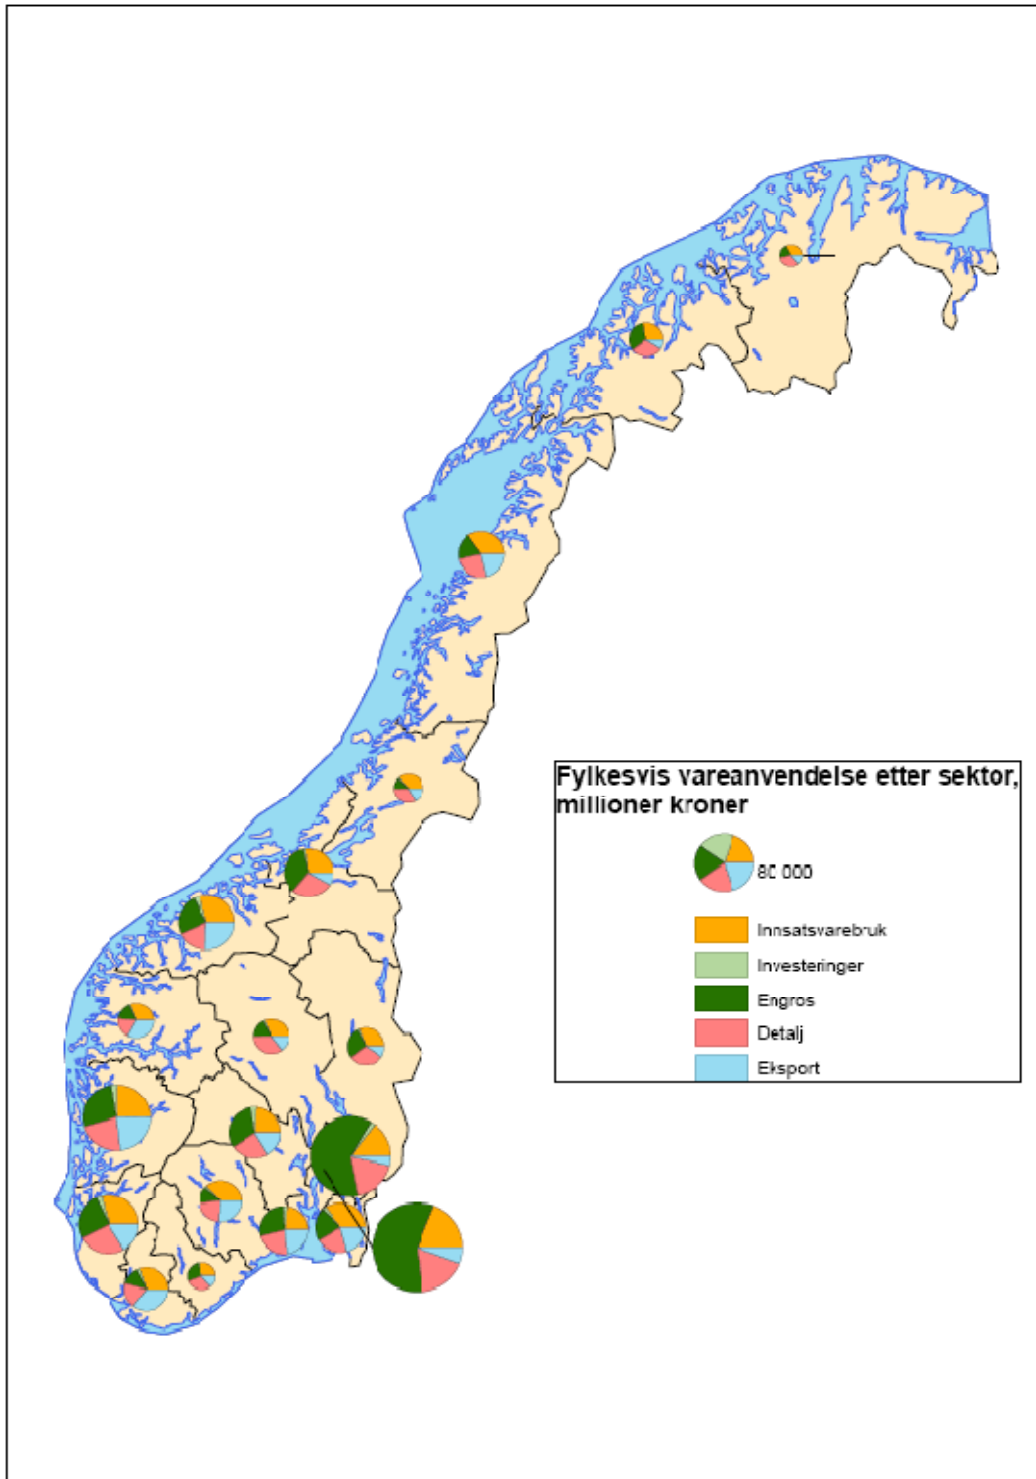 Fylkesvis vareanvendelse etter sektor,
millioner kroner
80 000
Innsatsvarebruk
Investeringer
Engros
Detalj
Eksport